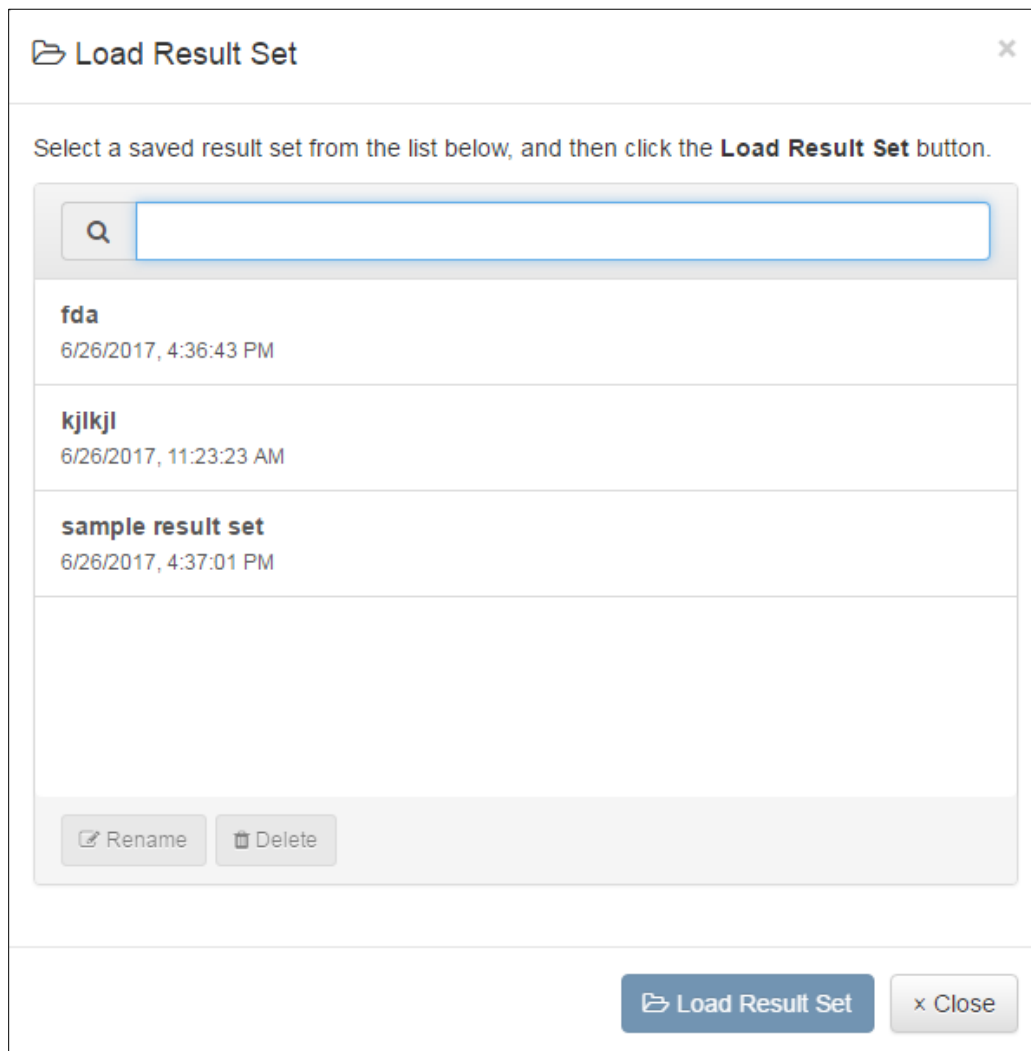 Load Result Set
Select a saved result set from the list below, and then click the Load Result Set button.
fda
6/26/2017, 4:36:43 PM
kjlkjl
6/26/2017, 11:23:23 AM
sample result set
6/26/2017, 4:37:01 PM
Rename Delete
Load Result Set × Close